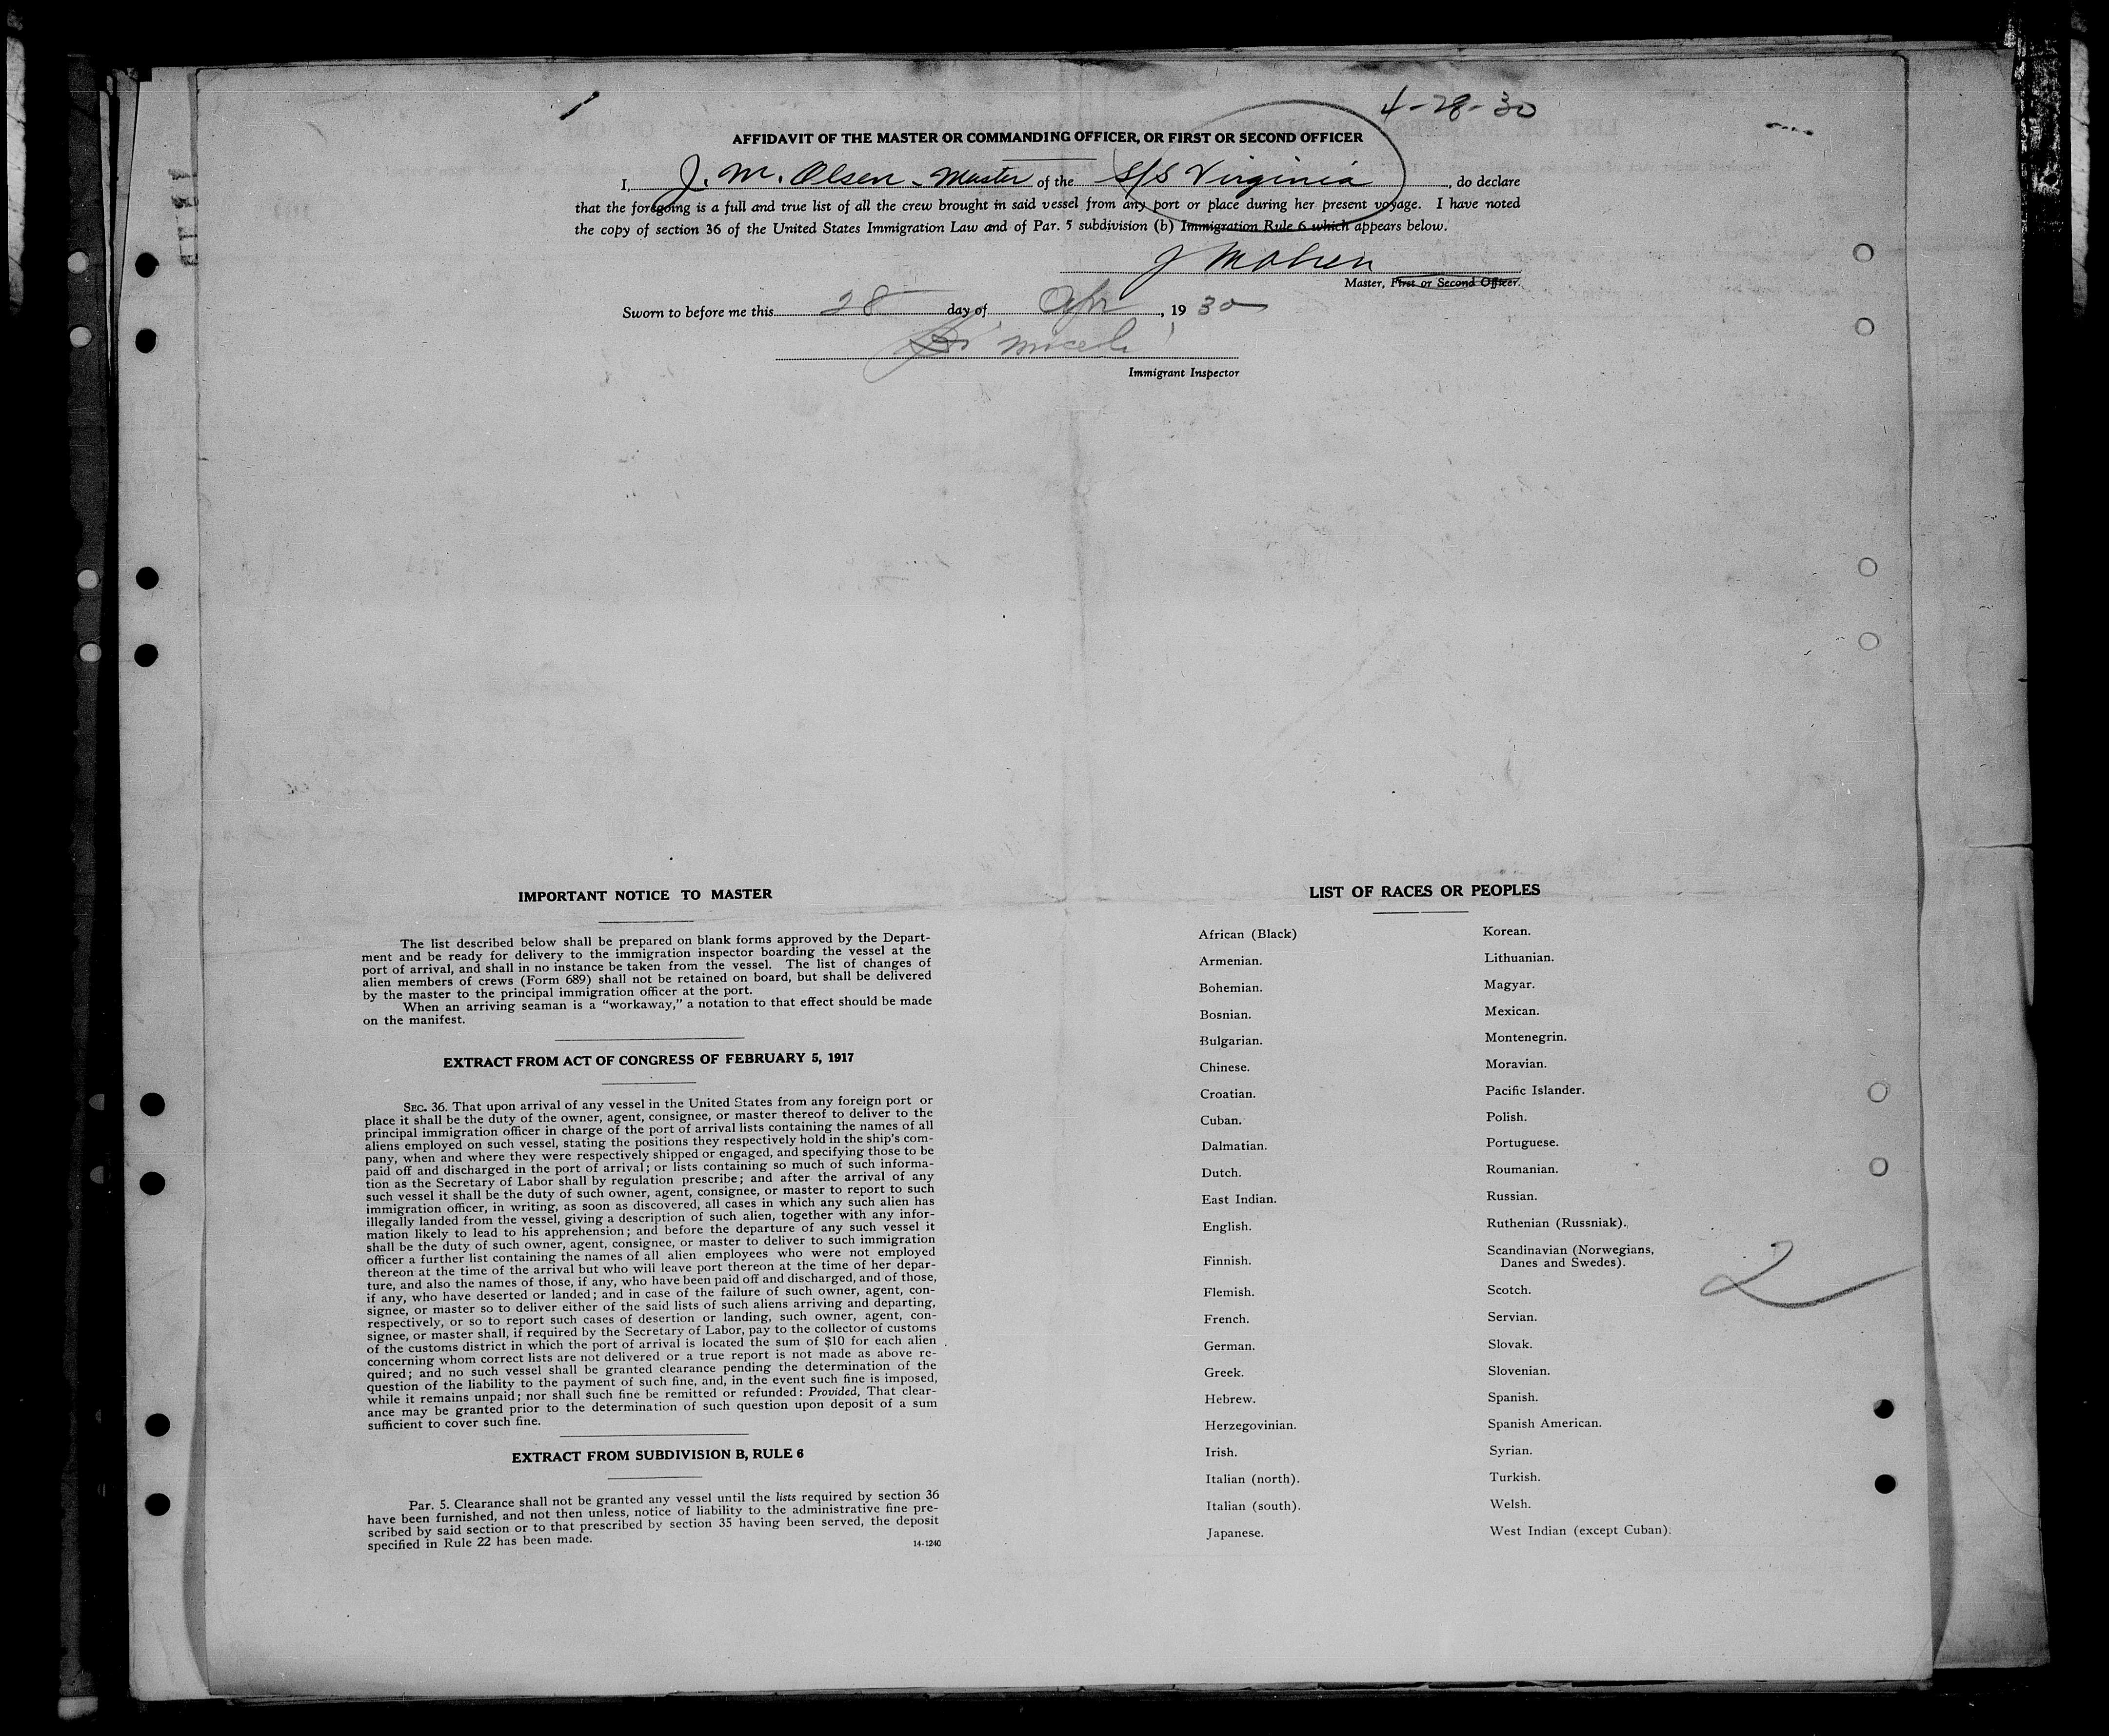 4-28-30
AFFIDAVIT OF THE MASTER OR COMMANDING OFFICER, OR FIRST OR SECOND OFFICER
I, J. M. Olsen - Master of the S/S Virginia, do declare
that the foregoing is a full and true list of all the crew brought in said vessel from any port or place during her present voyage. I have noted
the copy of section 36 of the United States Immigration Law and of Par. 5 subdivision (b) Immigration Rule 6 which appears below.
J M Olsen
Master, First or Second Officer.
Sworn to before me this 28 day of Apr, 1930
Immigrant Inspector
IMPORTANT NOTICE TO MASTER
The list described below shall be prepared on blank forms approved by the Depart-
ment and be ready for delivery to the immigration inspector boarding the vessel at the
port of arrival, and shall in no instance be taken from the vessel. The list of changes of
alien members of crews (Form 689) shall not be retained on board, but shall be delivered
by the master to the principal immigration officer at the port.
When an arriving seaman is a “workaway,” a notation to that effect should be made
on the manifest.
EXTRACT FROM ACT OF CONGRESS OF FEBRUARY 5, 1917
SEC. 36. That upon arrival of any vessel in the United States from any foreign port or
place it shall be the duty of the owner, agent, consignee, or master thereof to deliver to the
principal immigration officer in charge of the port of arrival lists containing the names of all
aliens employed on such vessel, stating the positions they respectively hold in the ship's com-
pany, when and where they were respectively shipped or engaged, and specifying those to be
paid off and discharged in the port of arrival; or lists containing so much of such informa-
tion as the Secretary of Labor shall by regulation prescribe; and after the arrival of any
such vessel it shall be the duty of such owner, agent, consignee, or master to report to such
immigration officer, in writing, as soon as discovered, all cases in which any such alien has
illegally landed from the vessel, giving a description of such alien, together with any infor-
mation likely to lead to his apprehension; and before the departure of any such vessel it
shall be the duty of such owner, agent, consignee, or master to deliver to such immigration
officer a further list containing the names of all alien employees who were not employed
thereon at the time of the arrival but who will leave port thereon at the time of her depar-
ture, and also the names of those, if any, who have been paid off and discharged, and of those,
if any, who have deserted or landed; and in case of the failure of such owner, agent, con-
signee, or master so to deliver either of the said lists of such aliens arriving and departing,
respectively, or so to report such cases of desertion or landing, such owner, agent, con-
signee, or master shall, if required by the Secretary of Labor, pay to the collector of customs
of the customs district in which the port of arrival is located the sum of $10 for each alien
concerning whom correct lists are not delivered or a true report is not made as above re-
quired; and no such vessel shall be granted clearance pending the determination of the
question of the liability to the payment of such fine, and, in the event such fine is imposed,
while it remains unpaid; nor shall such fine be remitted or refunded: Provided, That clear-
ance may be granted prior to the determination of such question upon deposit of a sum
sufficient to cover such fine.
EXTRACT FROM SUBDIVISION B, RULE 6
Par. 5. Clearance shall not be granted any vessel until the lists required by section 36
have been furnished, and not then unless, notice of liability to the administrative fine pre-
scribed by said section or to that prescribed by section 35 having been served, the deposit
specified in Rule 22 has been made.
14-1240
LIST OF RACES OR PEOPLES
African (Black)
Armenian.
Bohemian.
Bosnian.
Bulgarian.
Chinese.
Croatian.
Cuban.
Dalmatian.
Dutch.
East Indian.
English.
Finnish.
Flemish.
French.
German.
Greek.
Hebrew.
Herzegovinian.
Irish.
Italian (north).
Italian (south).
Japanese.
Korean.
Lithuanian.
Magyar.
Mexican.
Montenegrin.
Moravian.
Pacific Islander.
Polish.
Portuguese.
Roumanian.
Russian.
Ruthenian (Russniak).
Scandinavian (Norwegians,
Danes and Swedes).
Scotch.
Servian.
Slovak.
Slovenian.
Spanish.
Spanish American.
Syrian.
Turkish.
Welsh.
West Indian (except Cuban).
2